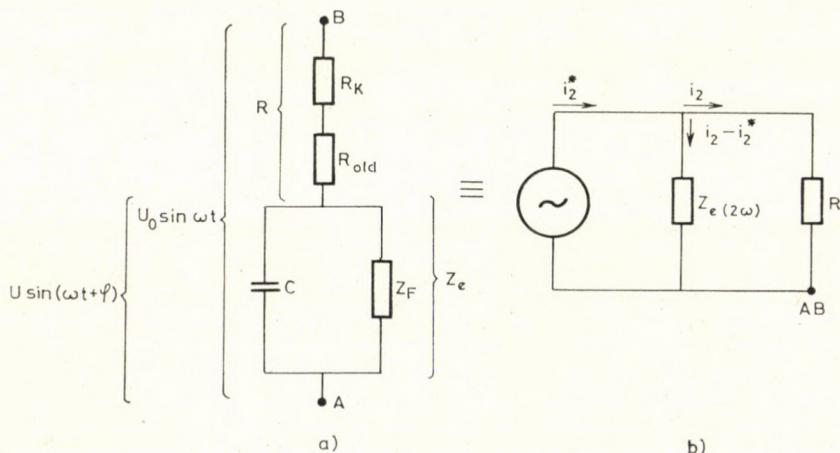 B
R_K
R
R_old
U_0 sin ωt
U sin(ωt+φ)
C
Z_F
Z_e
A
a)
≡
i_2^*
i_2
i_2 − i_2^*
~
Z_e (2ω)
R
AB
b)